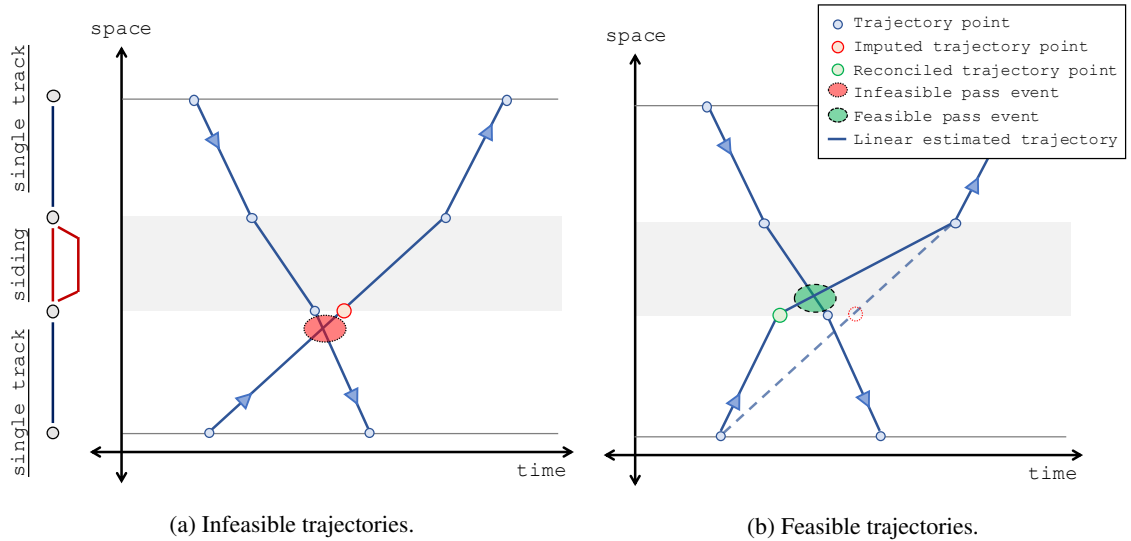 space
single track
siding
single track
time
(a) Infeasible trajectories.
space
Trajectory point
Imputed trajectory point
Reconciled trajectory point
Infeasible pass event
Feasible pass event
Linear estimated trajectory
time
(b) Feasible trajectories.